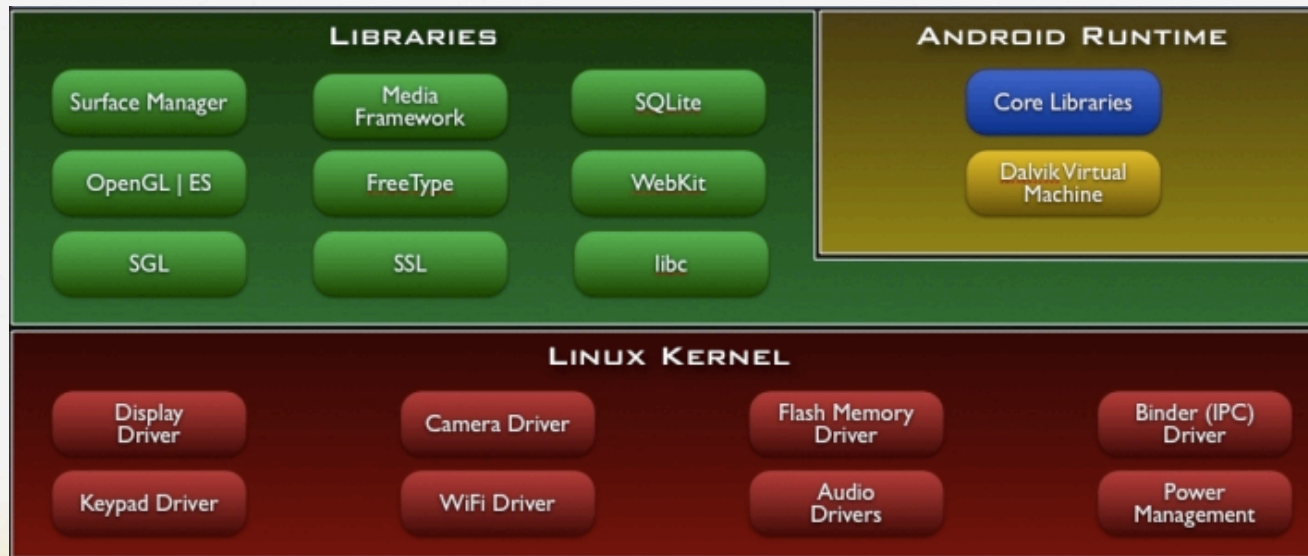 LIBRARIES
ANDROID RUNTIME
Surface Manager
Media
Framework
SQLite
Core Libraries
OpenGL | ES
FreeType
WebKit
Dalvik Virtual
Machine
SGL
SSL
libc
LINUX KERNEL
Display
Driver
Camera Driver
Flash Memory
Driver
Binder (IPC)
Driver
Keypad Driver
WiFi Driver
Audio
Drivers
Power
Management